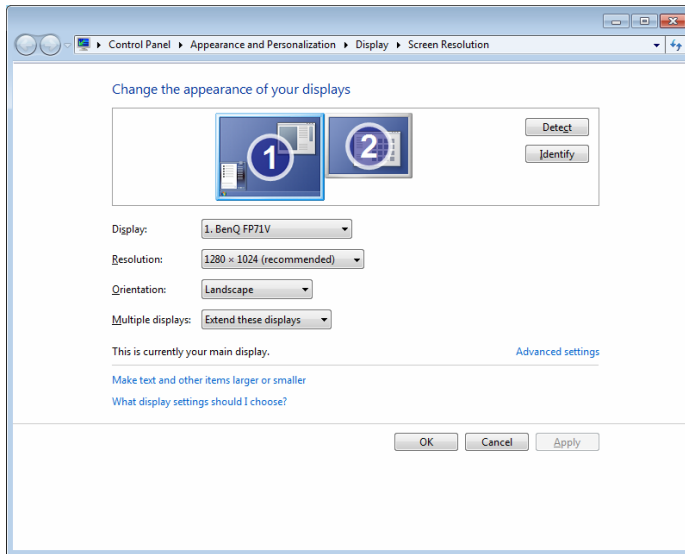 Control Panel ▸ Appearance and Personalization ▸ Display ▸ Screen Resolution
Change the appearance of your displays
1 2
Detect
Identify
Display: 1. BenQ FP71V
Resolution: 1280 × 1024 (recommended)
Orientation: Landscape
Multiple displays: Extend these displays
This is currently your main display. Advanced settings
Make text and other items larger or smaller
What display settings should I choose?
OK Cancel Apply